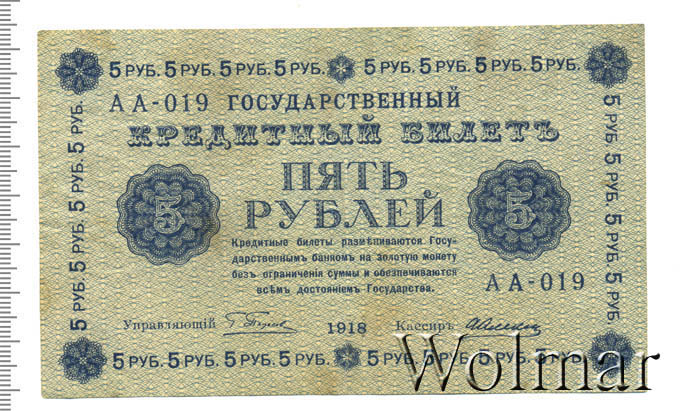 5 РУБ. 5 РУБ. 5 РУБ. 5 РУБ. 5 РУБ. 5 РУБ. 5 РУБ. 5 РУБ.
АА-019 ГОСУДАРСТВЕННЫЙ
КРЕДИТНЫЙ БИЛЕТЪ
ПЯТЬ
РУБЛЕЙ
5
5
Кредитные билеты размѣниваются Госу-
дарственнымъ банкомъ на золотую монету
безъ ограниченія суммы и обезпечиваются
всѣмъ достояніемъ Государства.
АА-019
Управляющій
1918
Кассиръ
5 РУБ. 5 РУБ. 5 РУБ. 5 РУБ.
5 РУБ. 5 РУБ. 5 РУБ. 5 РУБ.
5 РУБ. 5 РУБ. 5 РУБ. 5 РУБ.
Wolmar